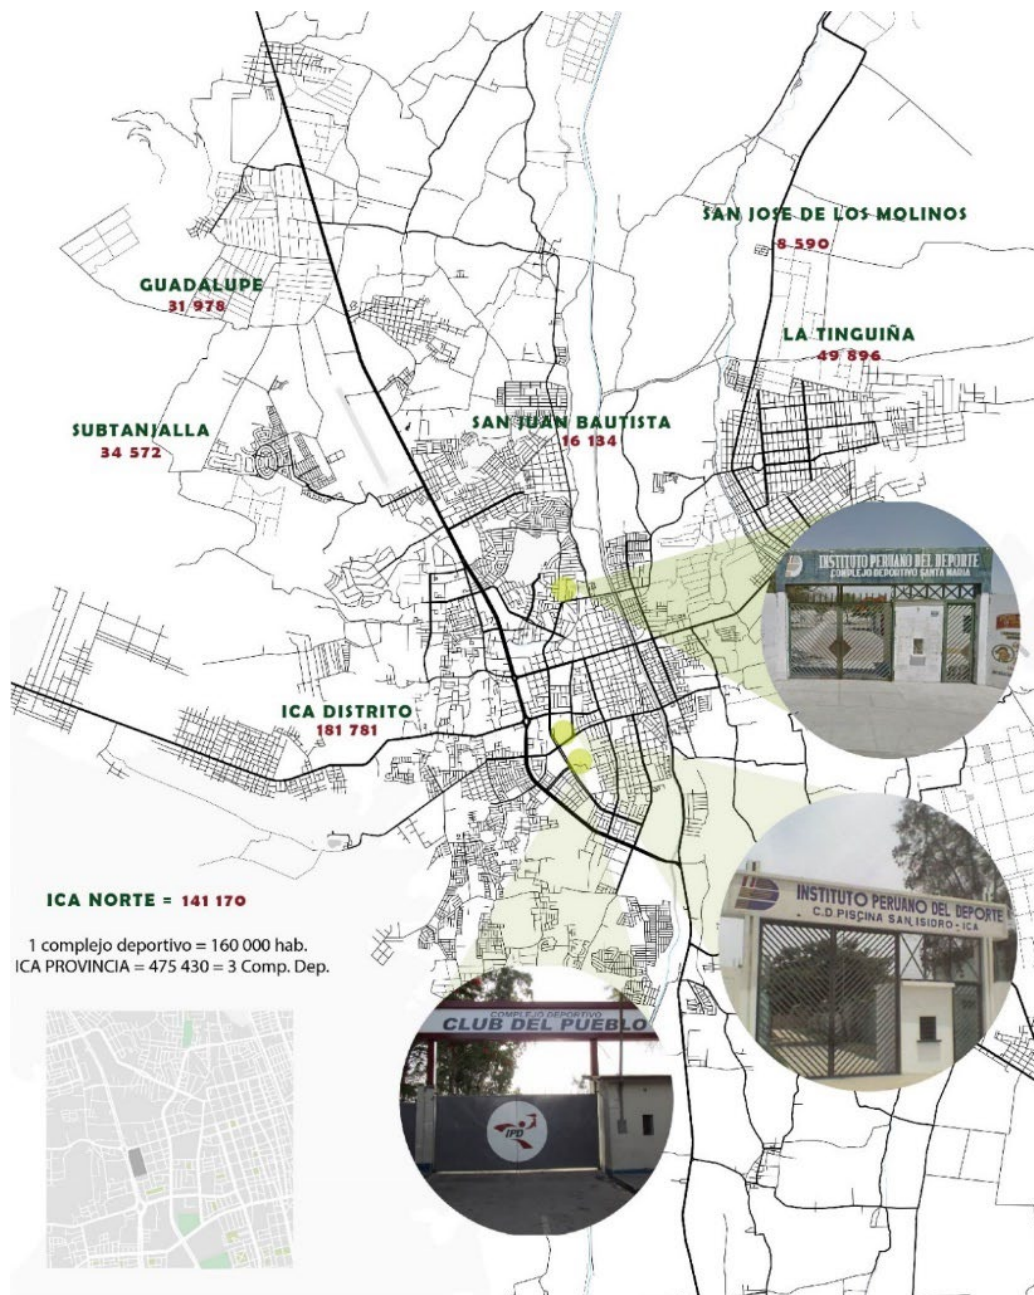 SAN JOSE DE LOS MOLINOS
8 590
GUADALUPE
31 978
LA TINGUIÑA
49 896
SUBTANJALLA
34 572
SAN JUAN BAUTISTA
16 134
INSTITUTO PERUANO DEL DEPORTE
COMPLEJO DEPORTIVO SANTA MARIA
ICA DISTRITO
181 781
INSTITUTO PERUANO DEL DEPORTE
C.D. PISCINA SAN ISIDRO - ICA
ICA NORTE = 141 170
1 complejo deportivo = 160 000 hab.
ICA PROVINCIA = 475 430 = 3 Comp. Dep.
COMPLEJO DEPORTIVO
CLUB DEL PUEBLO
IPD